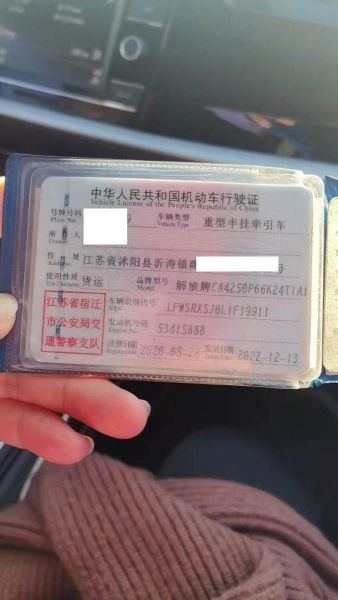 中华人民共和国机动车行驶证
Vehicle License of the People's Republic of China
号牌号码 车辆类型 重型半挂牵引车
Plate No. Vehicle Type
所有人
Owner
住址 江苏省沭阳县沂涛镇 号
Address
使用性质 货运 品牌型号 解放牌CA4250P66K24T1A1
Use Character Model
江苏省宿迁
市公安局交
通警察支队
车辆识别代号 LFWSRXSJ0L1F19911
VIN
发动机号码 53415888
Engine No.
注册日期 2020-05-28 发证日期 2022-12-13
Register Date Issue Date